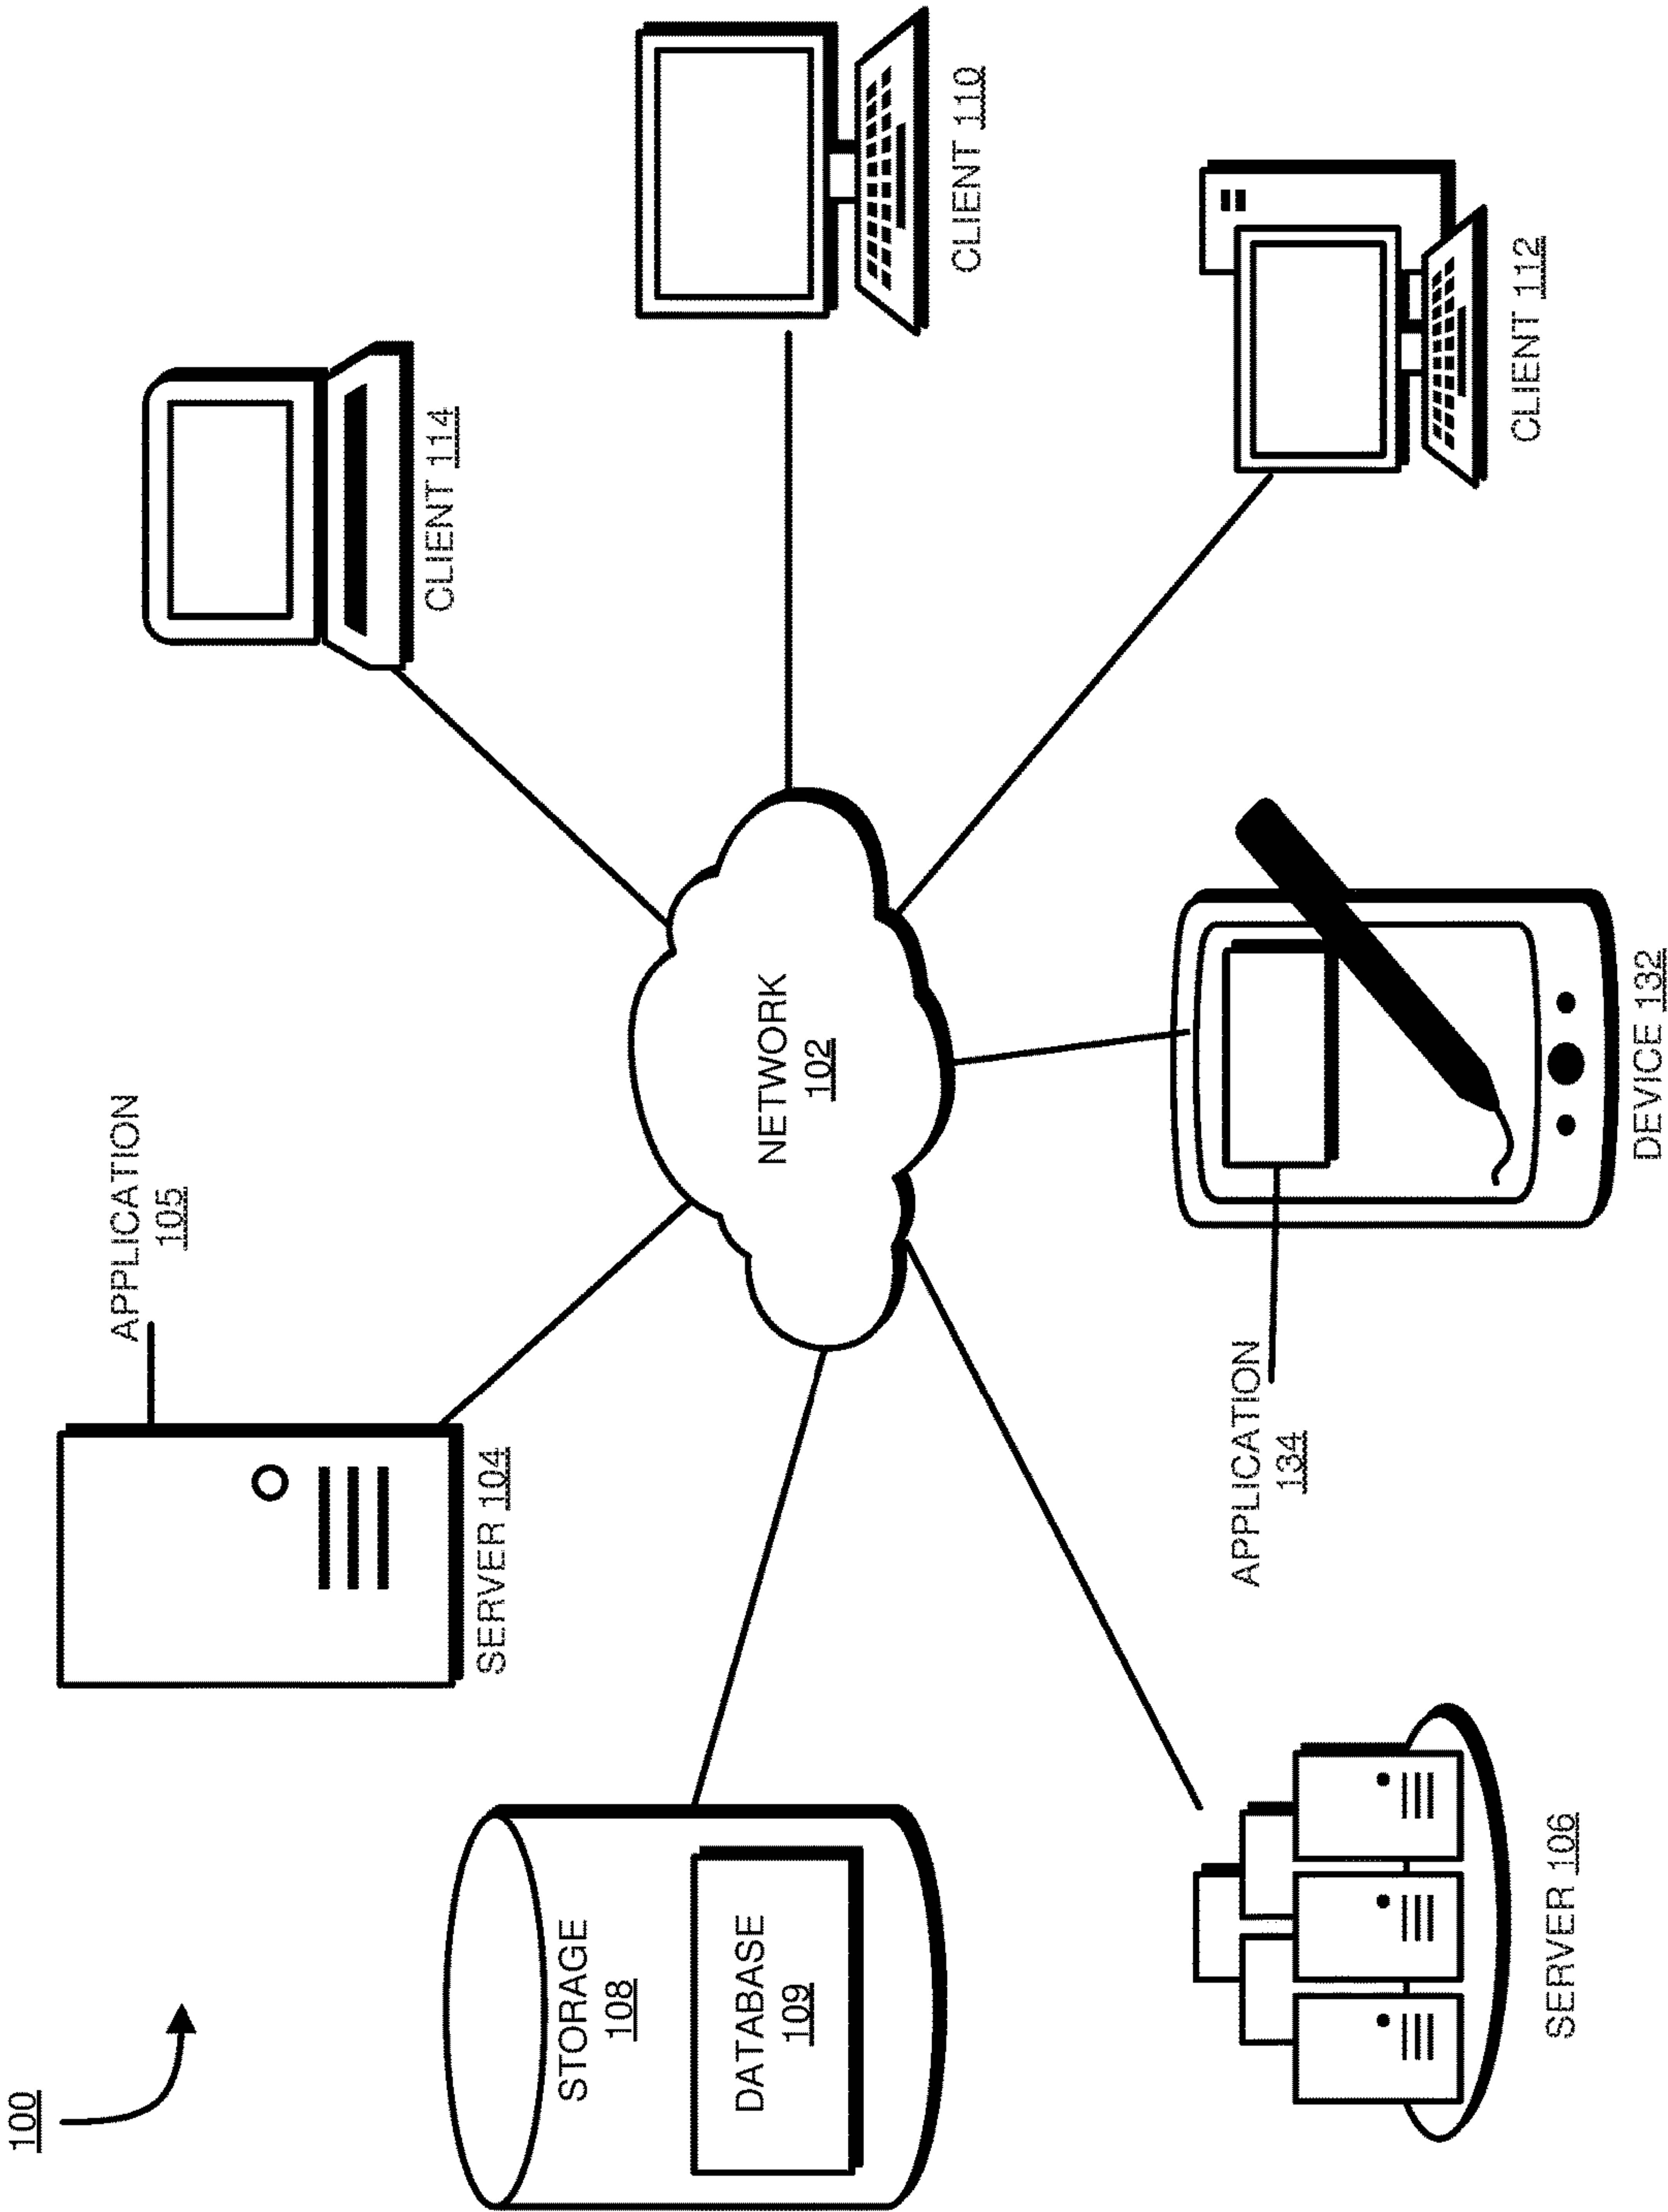 100
APPLICATION
105
SERVER 104
STORAGE
108
DATABASE
109
NETWORK
102
CLIENT 114
CLIENT 110
CLIENT 112
APPLICATION
134
DEVICE 132
SERVER 106